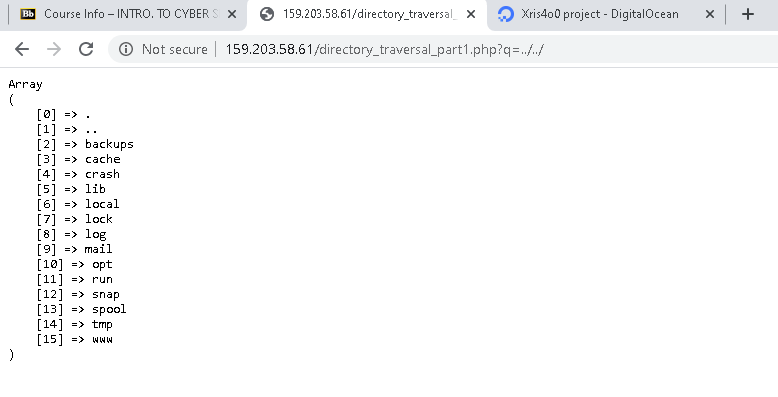 Bb Course Info – INTRO. TO CYBER S
159.203.58.61/directory_traversal_
Xris4o0 project - DigitalOcean
Not secure | 159.203.58.61/directory_traversal_part1.php?q=../../
Array
(
[0] => .
[1] => ..
[2] => backups
[3] => cache
[4] => crash
[5] => lib
[6] => local
[7] => lock
[8] => log
[9] => mail
[10] => opt
[11] => run
[12] => snap
[13] => spool
[14] => tmp
[15] => www
)